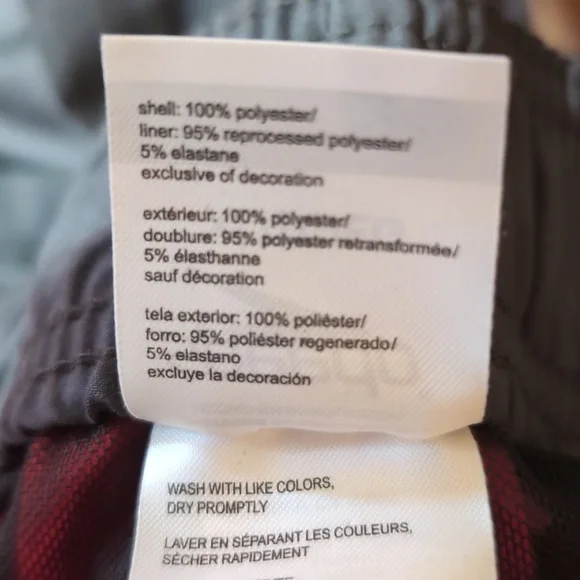 shell: 100% polyester/
liner: 95% reprocessed polyester/
5% elastane
exclusive of decoration
extérieur: 100% polyester/
doublure: 95% polyester retransformée/
5% élasthanne
sauf décoration
tela exterior: 100% poliéster/
forro: 95% poliéster regenerado/
5% elastano
excluye la decoración
WASH WITH LIKE COLORS,
DRY PROMPTLY
LAVER EN SÉPARANT LES COULEURS,
SÉCHER RAPIDEMENT